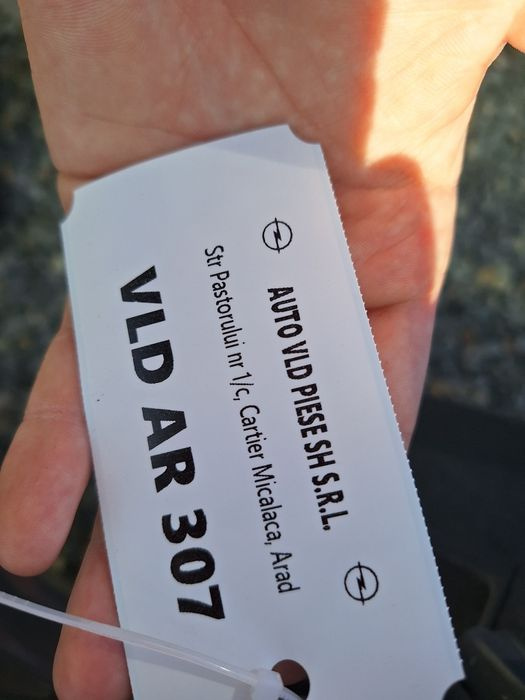 AUTO VLD PIESE SH S.R.L.
Str Pastorului nr 1/c, Cartier Micalaca, Arad
VLD AR 307